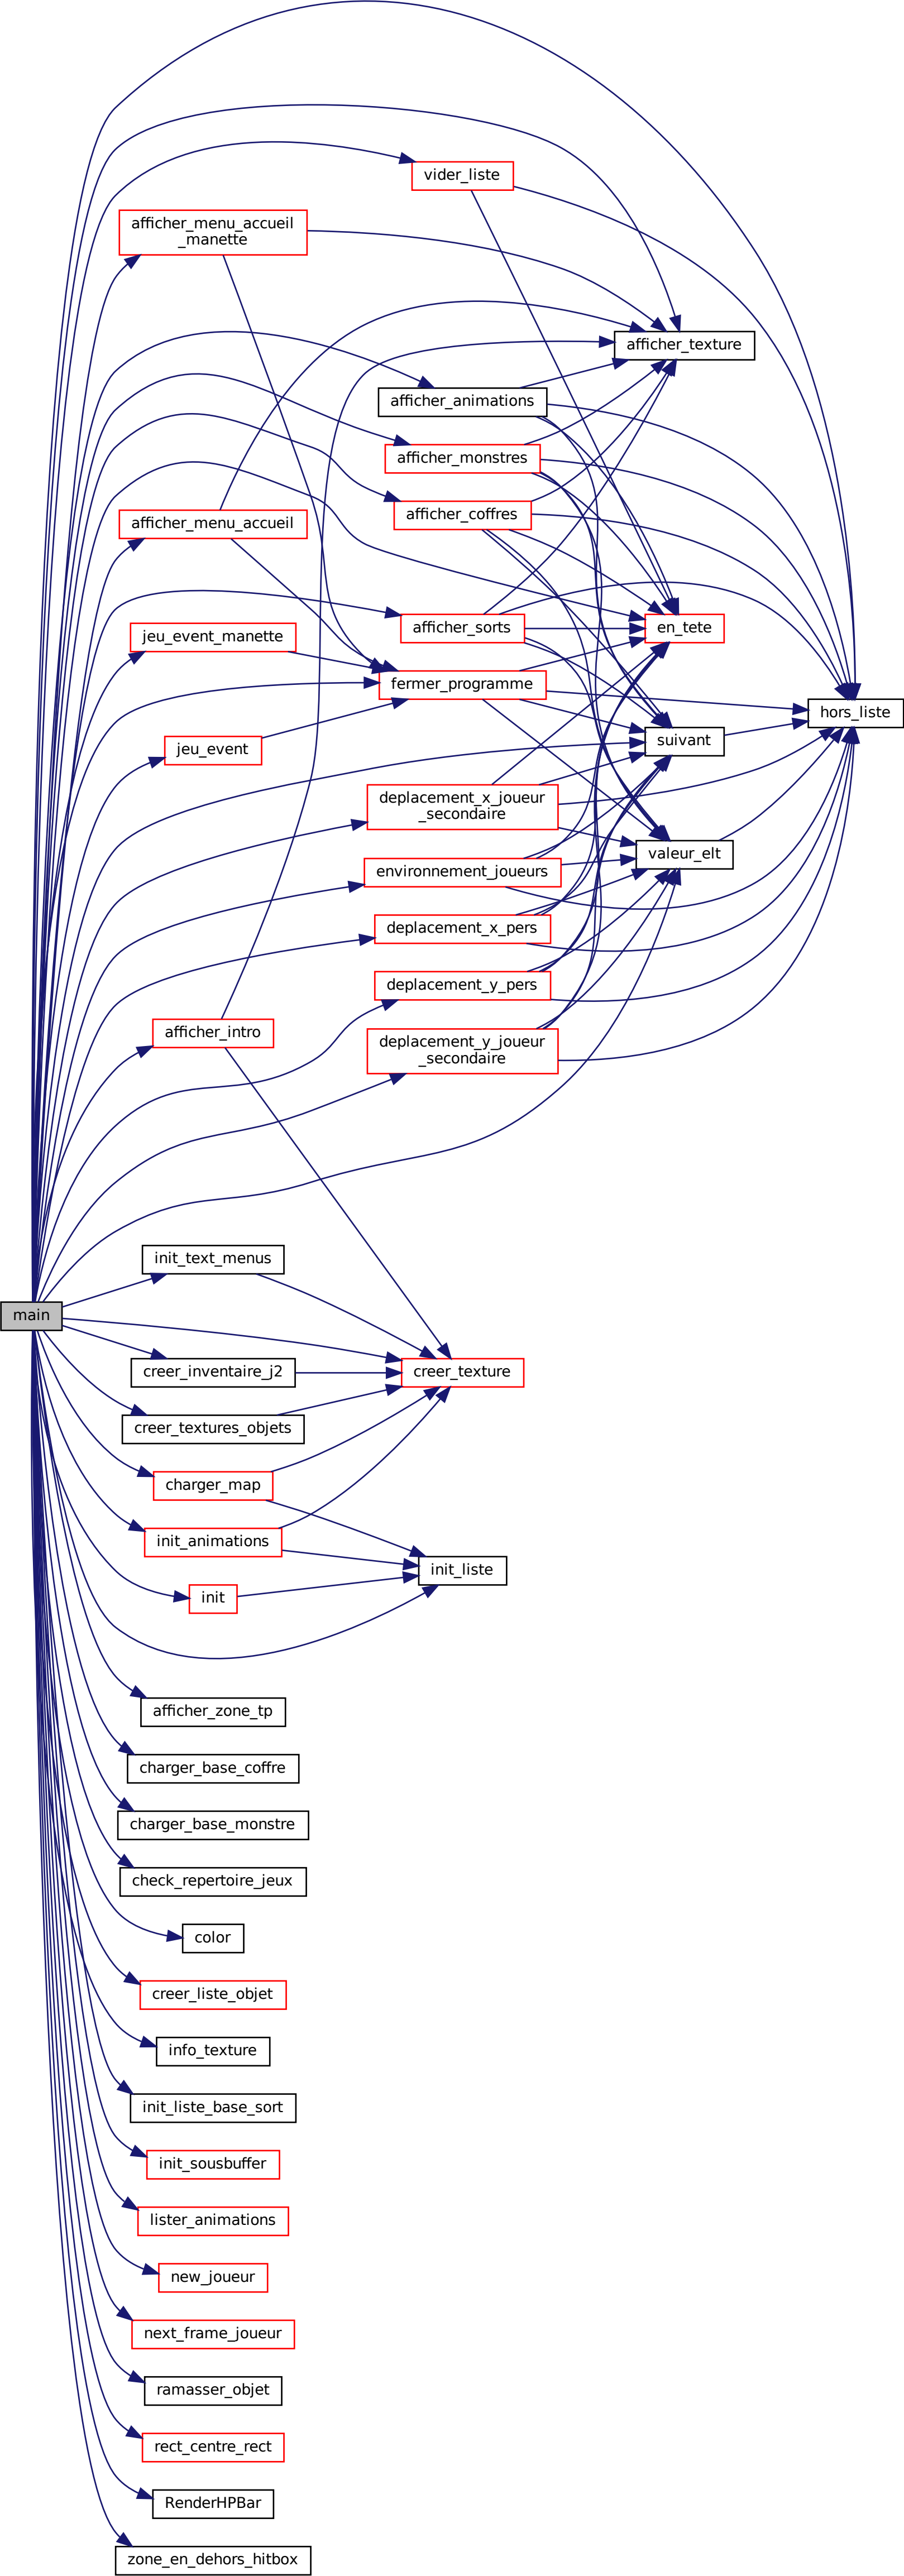 vider_liste
afficher_menu_accueil
_manette
afficher_texture
afficher_animations
afficher_monstres
afficher_coffres
afficher_menu_accueil
afficher_sorts
en_tete
jeu_event_manette
fermer_programme
hors_liste
suivant
jeu_event
deplacement_x_joueur
_secondaire
valeur_elt
environnement_joueurs
deplacement_x_pers
deplacement_y_pers
afficher_intro
deplacement_y_joueur
_secondaire
init_text_menus
main
creer_inventaire_j2
creer_texture
creer_textures_objets
charger_map
init_animations
init_liste
init
afficher_zone_tp
charger_base_coffre
charger_base_monstre
check_repertoire_jeux
color
creer_liste_objet
info_texture
init_liste_base_sort
init_sousbuffer
lister_animations
new_joueur
next_frame_joueur
ramasser_objet
rect_centre_rect
RenderHPBar
zone_en_dehors_hitbox